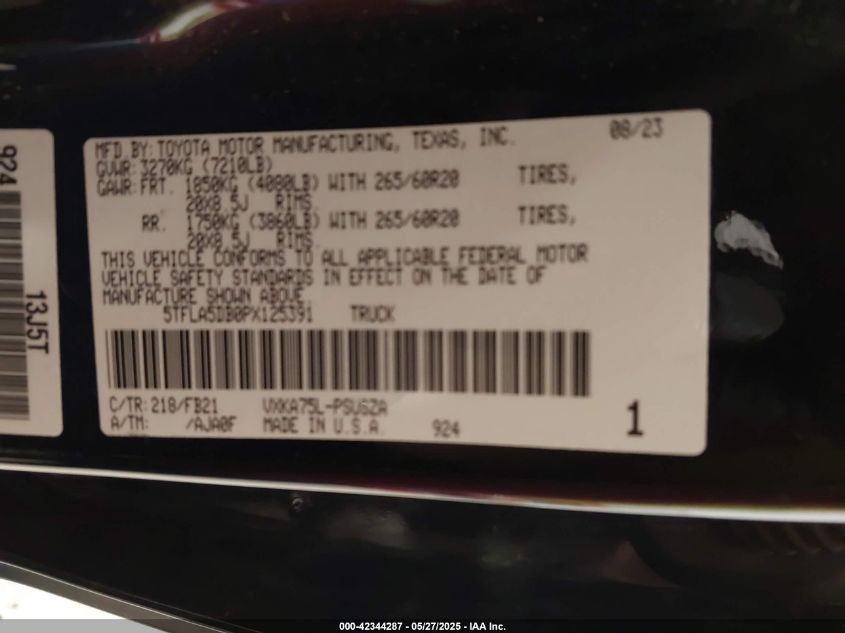 924
13J5T
MFD BY: TOYOTA MOTOR MANUFACTURING, TEXAS, INC. 08/23
GVWR: 3270KG (7210LB)
GAWR: FRT. 1850KG (4080LB) WITH 265/60R20 TIRES,
20X8.5J RIMS.
RR. 1750KG (3860LB) WITH 265/60R20 TIRES,
20X8.5J RIMS.
THIS VEHICLE CONFORMS TO ALL APPLICABLE FEDERAL MOTOR
VEHICLE SAFETY STANDARDS IN EFFECT ON THE DATE OF
MANUFACTURE SHOWN ABOVE.
5TFLA5DB0PX125391 TRUCK
C/TR: 218/FB21 VXKA75L-PSUGZA
A/TM: /AJA0F MADE IN U.S.A. 924 1
000-42344287 - 05/27/2025 - IAA Inc.